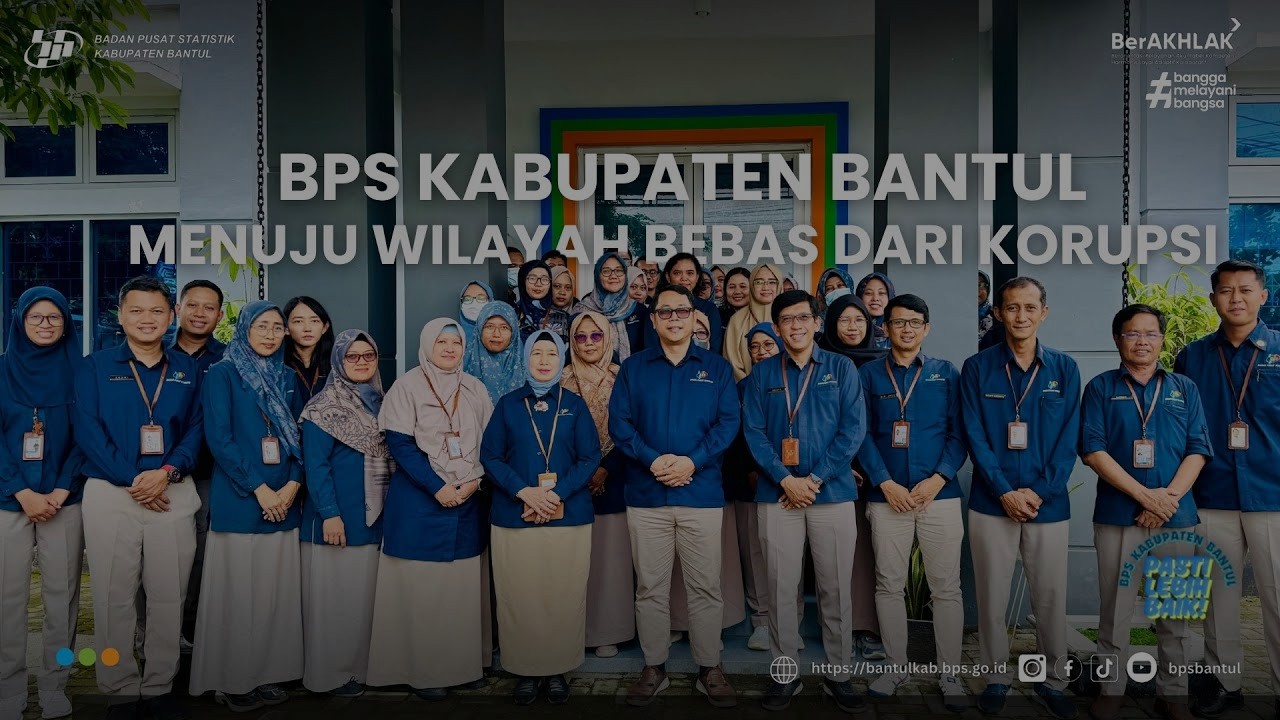 BADAN PUSAT STATISTIK
KABUPATEN BANTUL
BerAKHLAK
#bangga
melayani
bangsa
BPS KABUPATEN BANTUL
MENUJU WILAYAH BEBAS DARI KORUPSI
BPS KABUPATEN BANTUL
PASTI
LEBIH
BAIK!
https://bantulkab.bps.go.id
bpsbantul